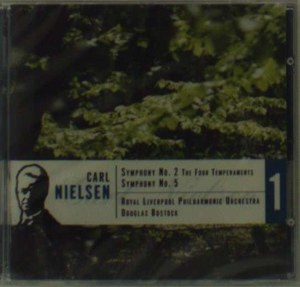 CARL
NIELSEN
SYMPHONY NO. 2 THE FOUR TEMPERAMENTS
SYMPHONY NO. 5
ROYAL LIVERPOOL PHILHARMONIC ORCHESTRA
DOUGLAS BOSTOCK
1